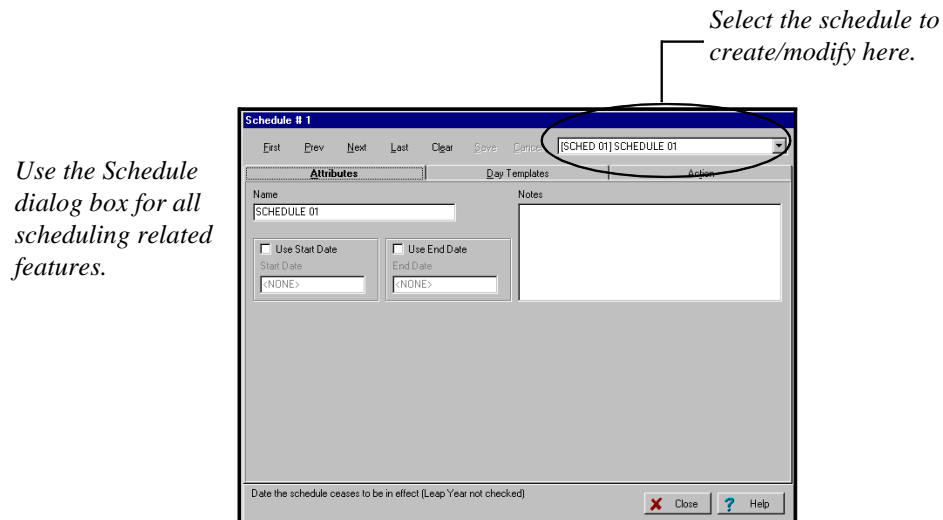 Select the schedule to
create/modify here.
Use the Schedule
dialog box for all
scheduling related
features.
Schedule # 1
First Prev Next Last Clear Save Cancel [SCHED 01] SCHEDULE 01
Attributes Day Templates Action
Name Notes
SCHEDULE 01
Use Start Date Use End Date
Start Date End Date
<NONE> <NONE>
Date the schedule ceases to be in effect (Leap Year not checked)
Close Help